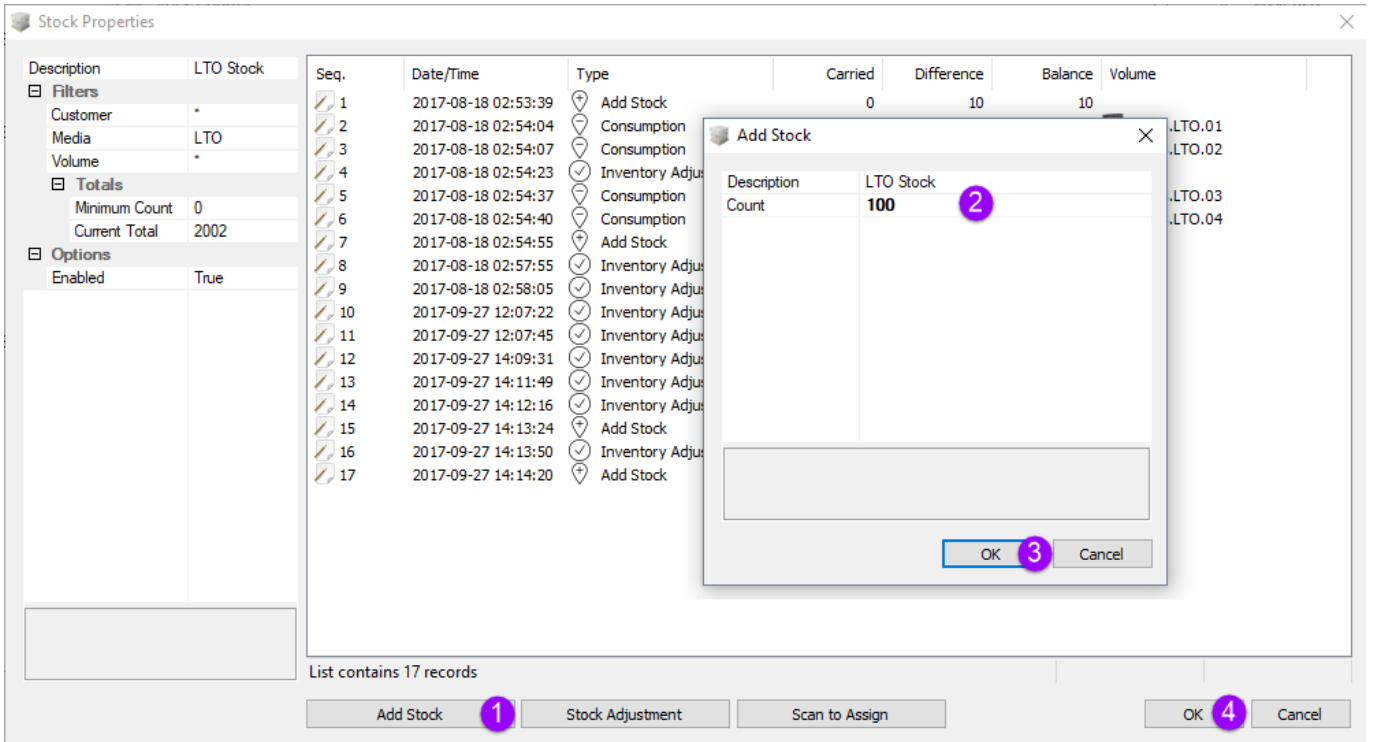 Stock Properties
Description LTO Stock
Filters
Customer *
Media LTO
Volume *
Totals
Minimum Count 0
Current Total 2002
Options
Enabled True
Seq. Date/Time Type Carried Difference Balance Volume
1 2017-08-18 02:53:39 Add Stock 0 10 10
2 2017-08-18 02:54:04 Consumption .LTO.01
3 2017-08-18 02:54:07 Consumption .LTO.02
4 2017-08-18 02:54:23 Inventory Adju
5 2017-08-18 02:54:37 Consumption .LTO.03
6 2017-08-18 02:54:40 Consumption .LTO.04
7 2017-08-18 02:54:55 Add Stock
8 2017-08-18 02:57:55 Inventory Adju
9 2017-08-18 02:58:05 Inventory Adju
10 2017-09-27 12:07:22 Inventory Adju
11 2017-09-27 12:07:45 Inventory Adju
12 2017-09-27 14:09:31 Inventory Adju
13 2017-09-27 14:11:49 Inventory Adju
14 2017-09-27 14:12:16 Inventory Adju
15 2017-09-27 14:13:24 Add Stock
16 2017-09-27 14:13:50 Inventory Adju
17 2017-09-27 14:14:20 Add Stock
Add Stock
Description LTO Stock
Count 100 2
OK 3 Cancel
List contains 17 records
Add Stock 1 Stock Adjustment Scan to Assign OK 4 Cancel